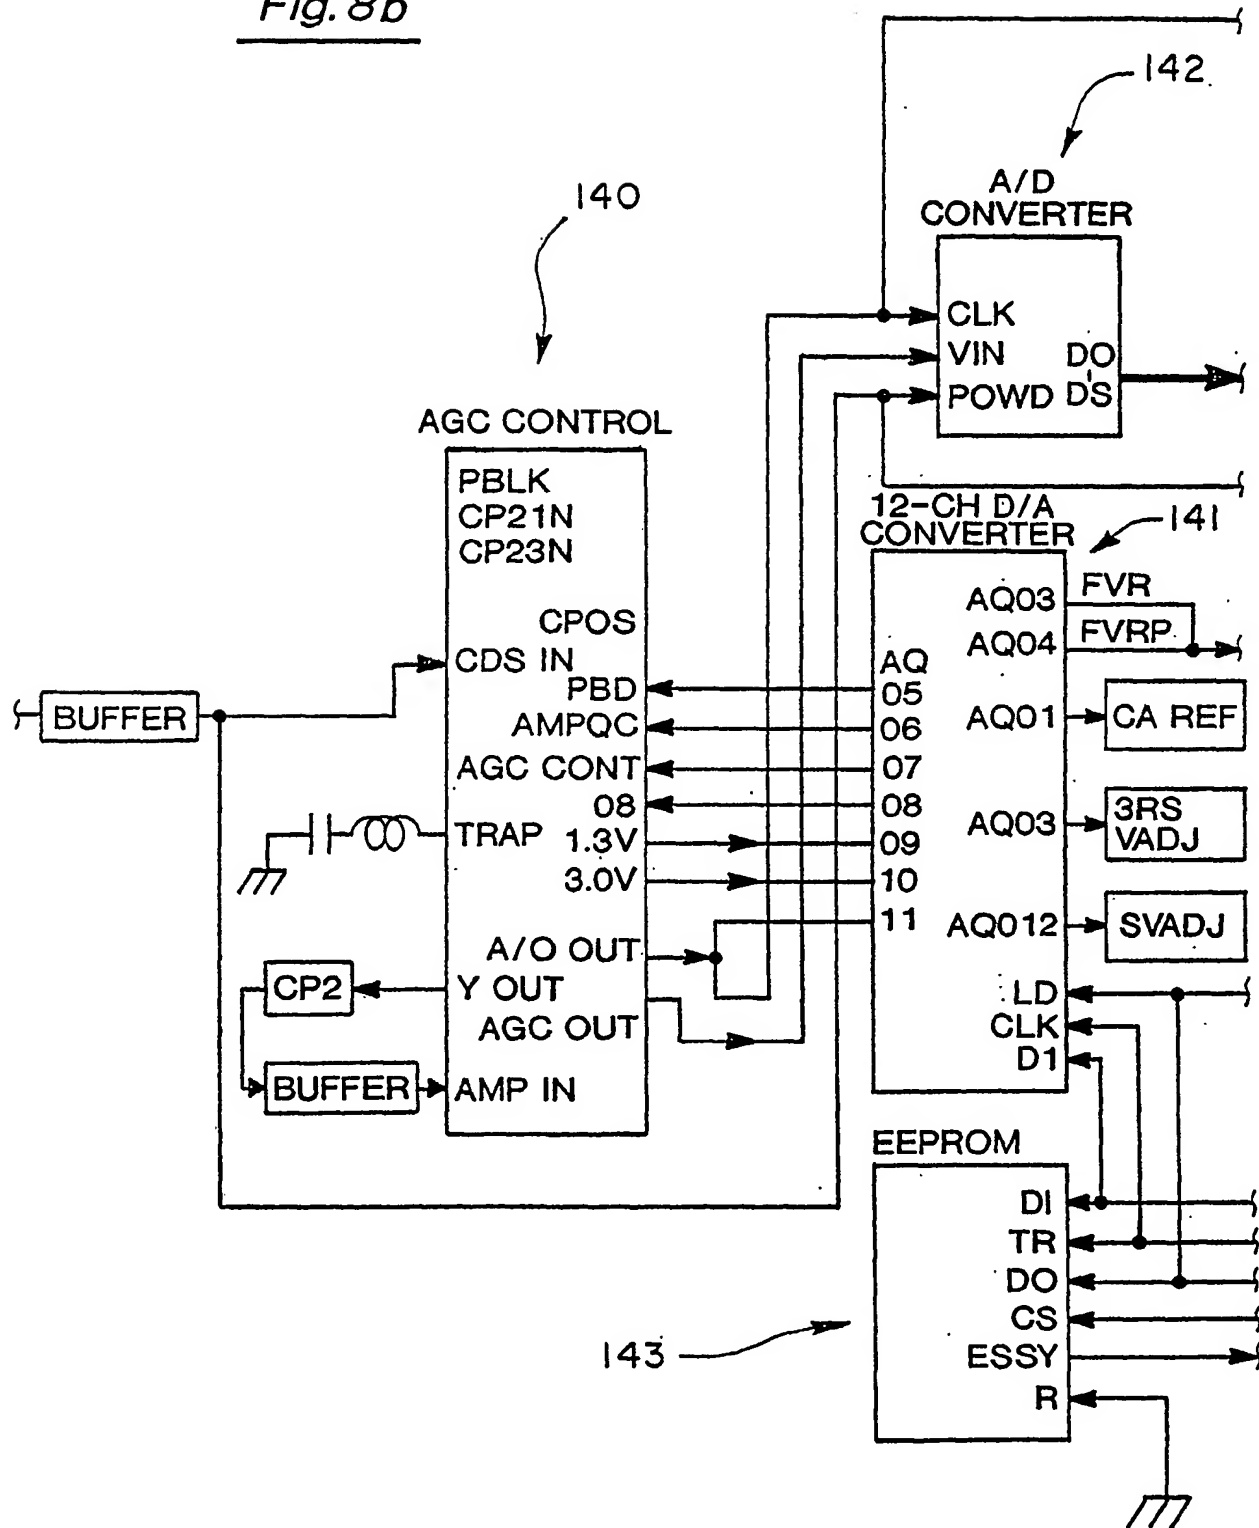 Fig. 8b
142
A/D
CONVERTER
CLK
VIN
POWD
DO
DS
140
AGC CONTROL
PBLK
CP21N
CP23N
CPOS
CDS IN
PBD
AMPQC
AGC CONT
08
TRAP
1.3V
3.0V
A/O OUT
Y OUT
AGC OUT
AMP IN
BUFFER
CP2
BUFFER
12-CH D/A
CONVERTER
141
AQ
05
06
07
08
09
10
11
AQ03
FVR
AQ04
FVRP
AQ01
CA REF
AQ03
3RS
VADJ
AQ012
SVADJ
LD
CLK
D1
EEPROM
DI
TR
DO
CS
ESSY
R
143